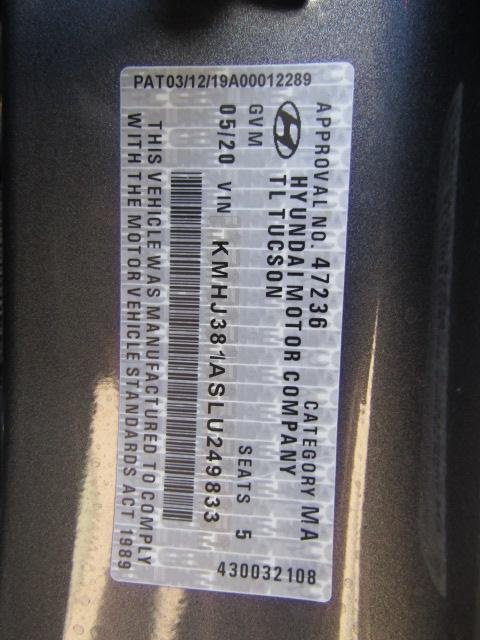 PAT03/12/19A00012289
APPROVAL NO. 47236 CATEGORY MA
HYUNDAI MOTOR COMPANY
TL TUCSON
GVM SEATS 5
05/20 VIN KMHJ381ASLU249833
THIS VEHICLE WAS MANUFACTURED TO COMPLY
WITH THE MOTOR VEHICLE STANDARDS ACT 1989.
430032108